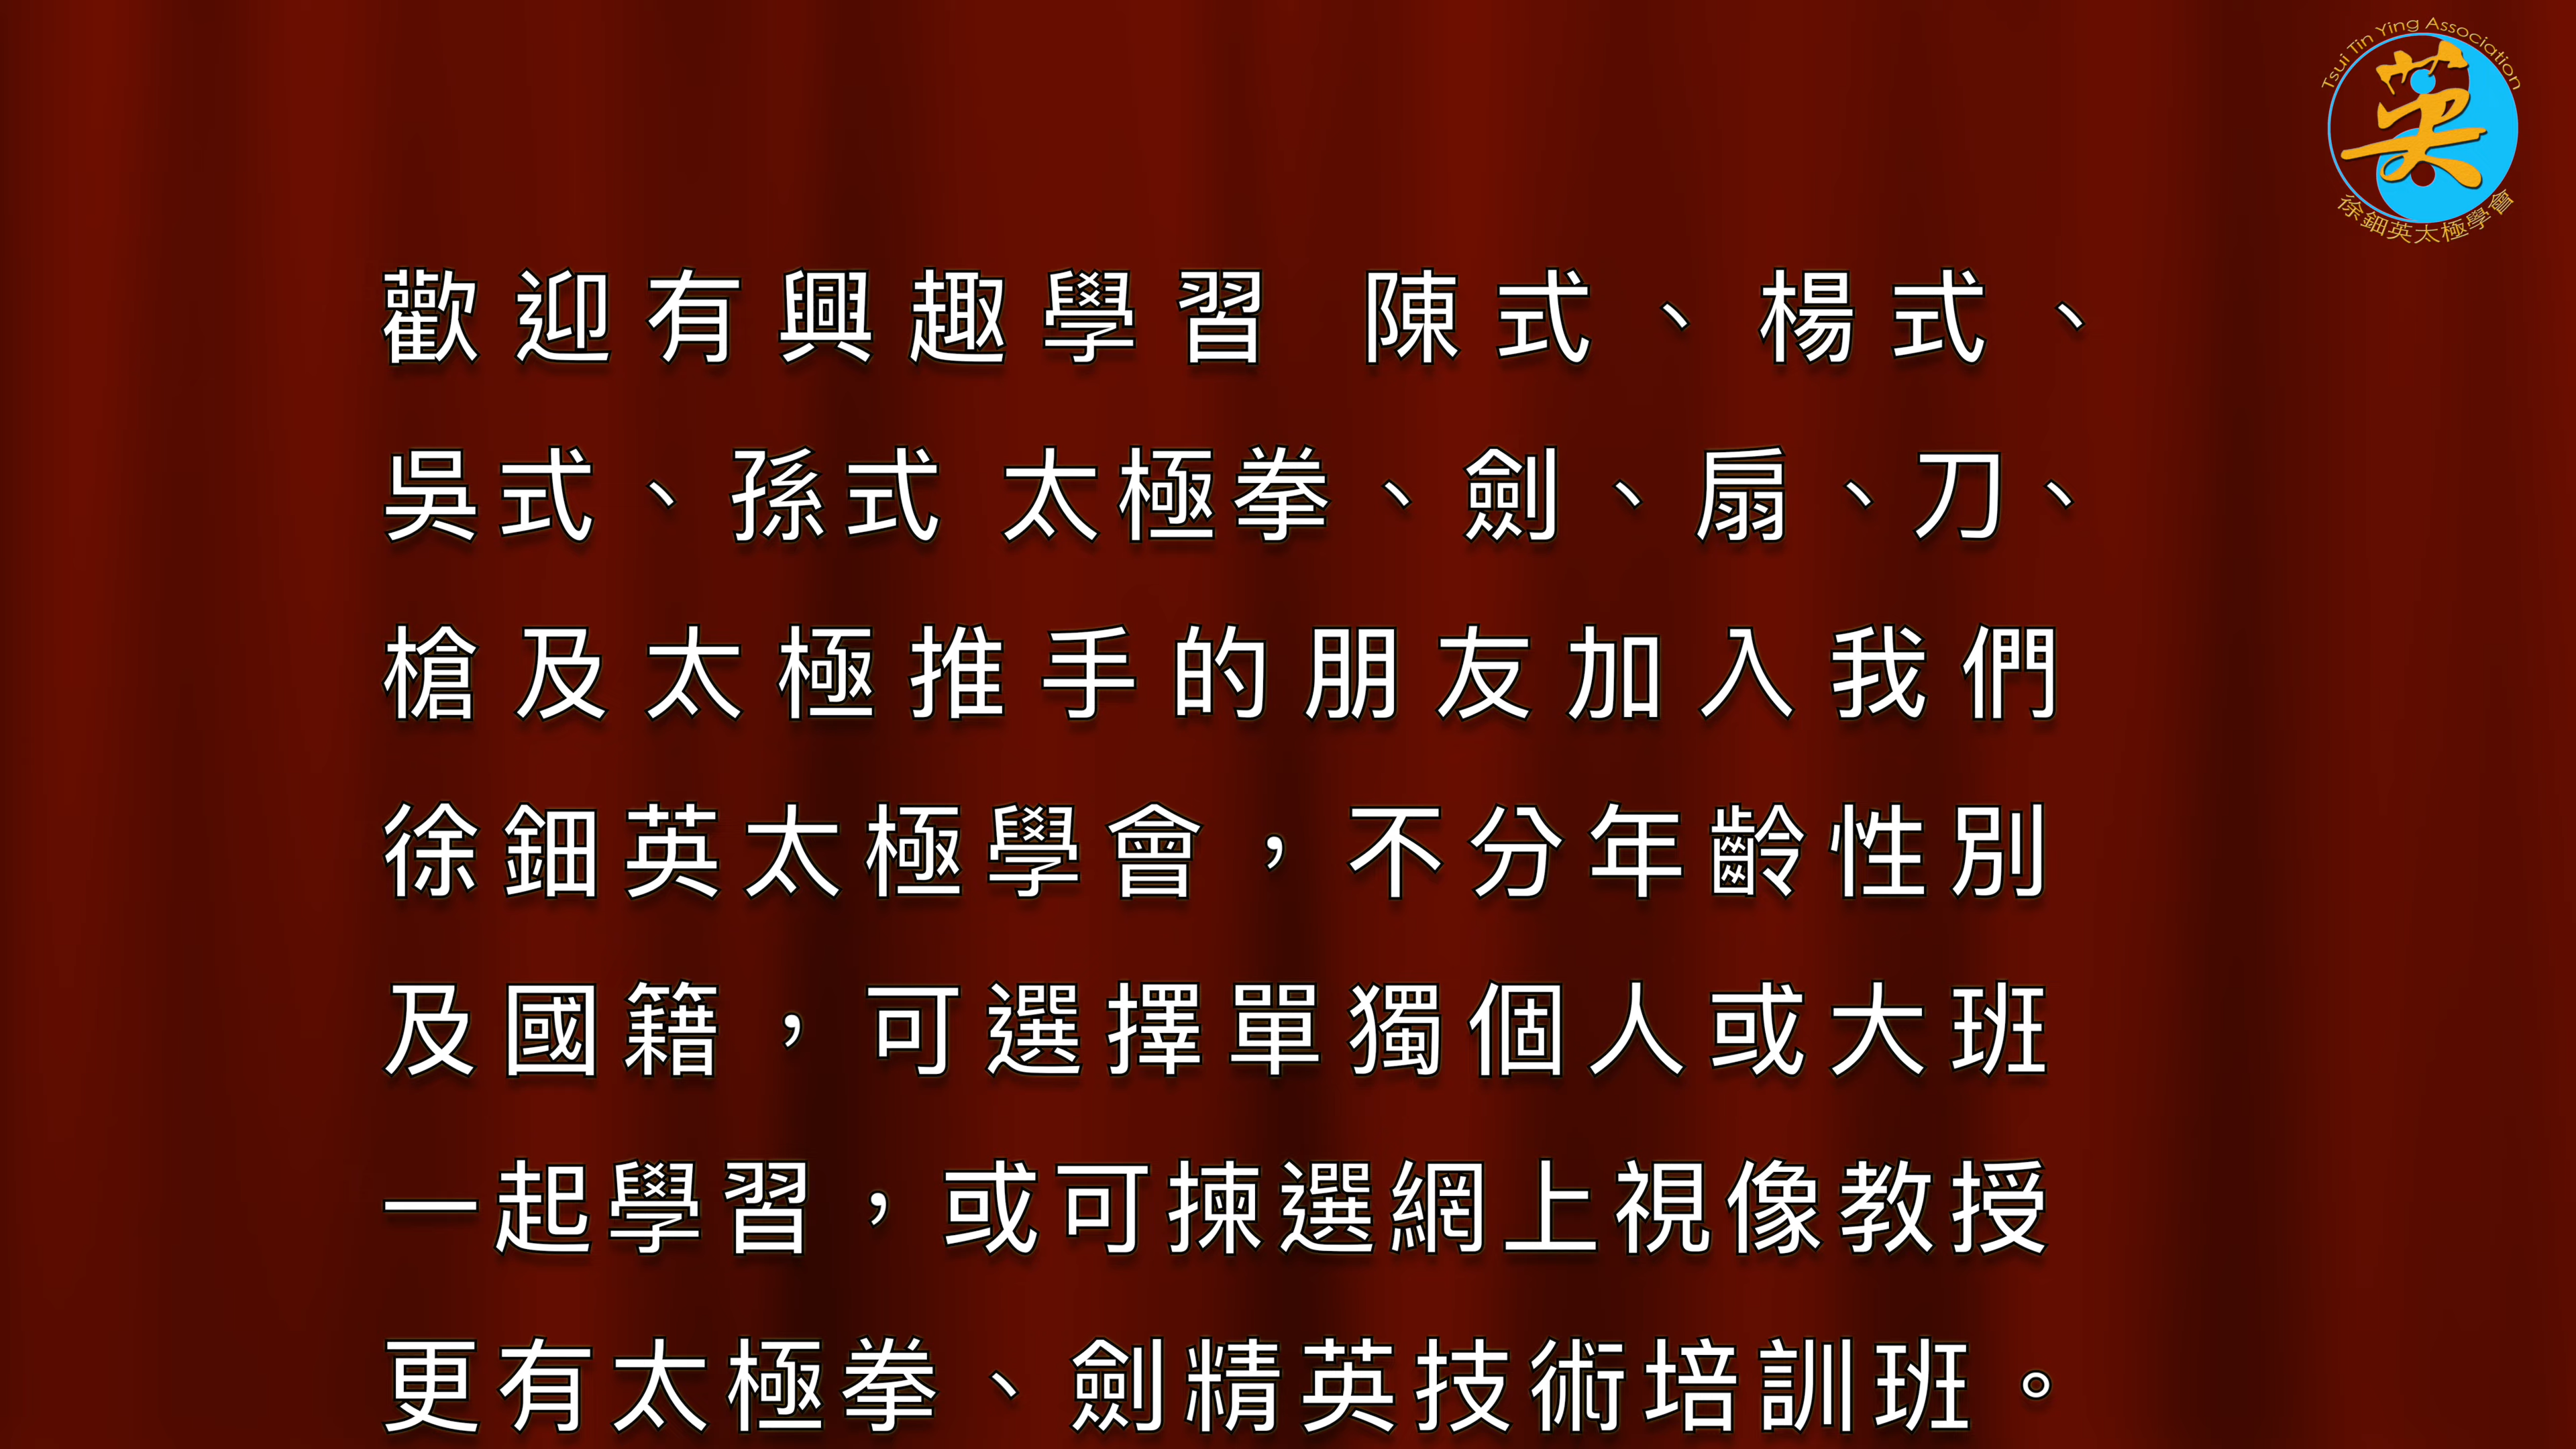 Tsui Tin Ying Association
英
徐鈿英太極學會
歡迎有興趣學習 陳式、楊式、
吳式、孫式 太極拳、劍、扇、刀、
槍及太極推手的朋友加入我們
徐鈿英太極學會，不分年齡性別
及國籍，可選擇單獨個人或大班
一起學習，或可揀選網上視像教授
更有太極拳、劍精英技術培訓班。